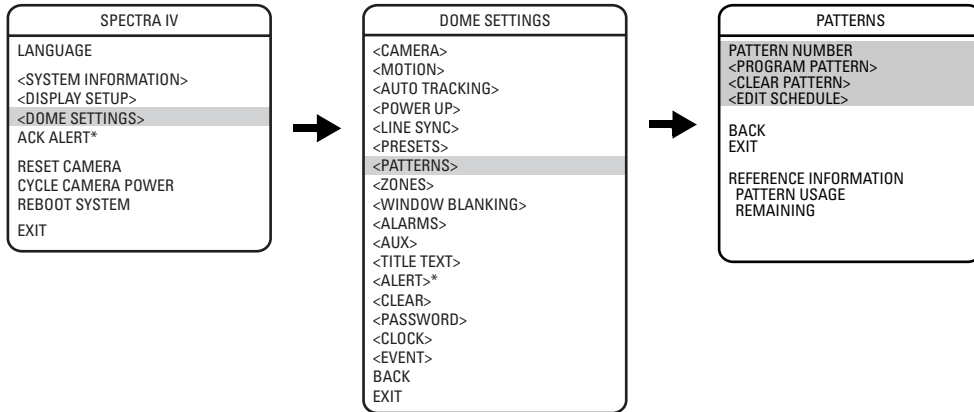 SPECTRA IV
LANGUAGE
<SYSTEM INFORMATION>
<DISPLAY SETUP>
<DOME SETTINGS>
ACK ALERT*
RESET CAMERA
CYCLE CAMERA POWER
REBOOT SYSTEM
EXIT
DOME SETTINGS
<CAMERA>
<MOTION>
<AUTO TRACKING>
<POWER UP>
<LINE SYNC>
<PRESETS>
<PATTERNS>
<ZONES>
<WINDOW BLANKING>
<ALARMS>
<AUX>
<TITLE TEXT>
<ALERT>*
<CLEAR>
<PASSWORD>
<CLOCK>
<EVENT>
BACK
EXIT
PATTERNS
PATTERN NUMBER
<PROGRAM PATTERN>
<CLEAR PATTERN>
<EDIT SCHEDULE>
BACK
EXIT
REFERENCE INFORMATION
PATTERN USAGE
REMAINING